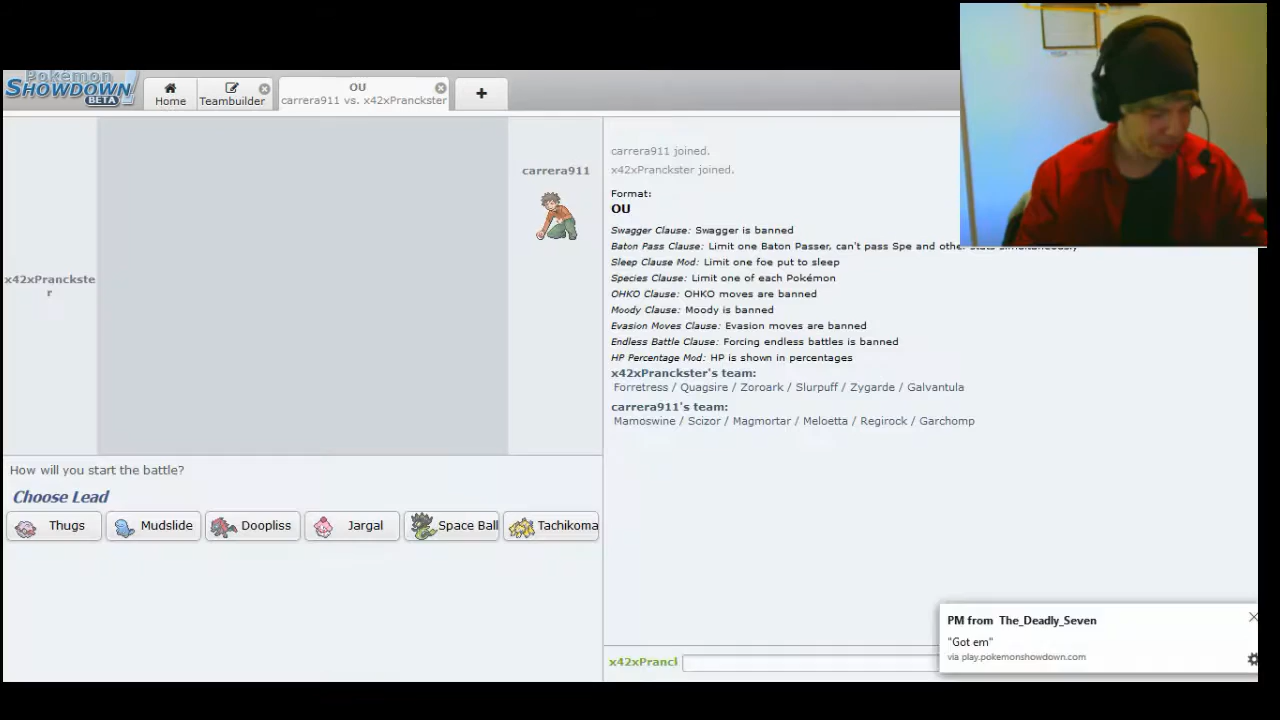 Pokémon
SHOWDOWN
BETA
Home
Teambuilder
OU
carrera911 vs. x42xPranckster
+
carrera911
x42xPranckste
r
carrera911 joined.
x42xPranckster joined.
Format:
OU
Swagger Clause: Swagger is banned
Baton Pass Clause: Limit one Baton Passer, can't pass Spe and other stats simultaneously
Sleep Clause Mod: Limit one foe put to sleep
Species Clause: Limit one of each Pokémon
OHKO Clause: OHKO moves are banned
Moody Clause: Moody is banned
Evasion Moves Clause: Evasion moves are banned
Endless Battle Clause: Forcing endless battles is banned
HP Percentage Mod: HP is shown in percentages
x42xPranckster's team:
Forretress / Quagsire / Zoroark / Slurpuff / Zygarde / Galvantula
carrera911's team:
Mamoswine / Scizor / Magmortar / Meloetta / Regirock / Garchomp
How will you start the battle?
Choose Lead
Thugs
Mudslide
Doopliss
Jargal
Space Ball
Tachikoma
PM from The_Deadly_Seven
"Got em"
via play.pokemonshowdown.com
x42xPrancl